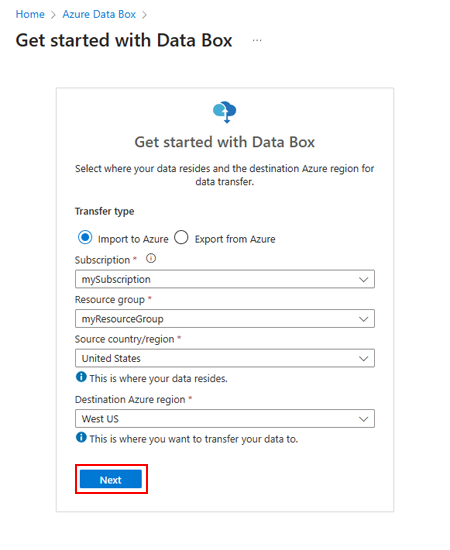 Home > Azure Data Box >
Get started with Data Box ...
Get started with Data Box
Select where your data resides and the destination Azure region for
data transfer.
Transfer type
Import to Azure Export from Azure
Subscription *
mySubscription
Resource group *
myResourceGroup
Source country/region *
United States
This is where your data resides.
Destination Azure region *
West US
This is where you want to transfer your data to.
Next